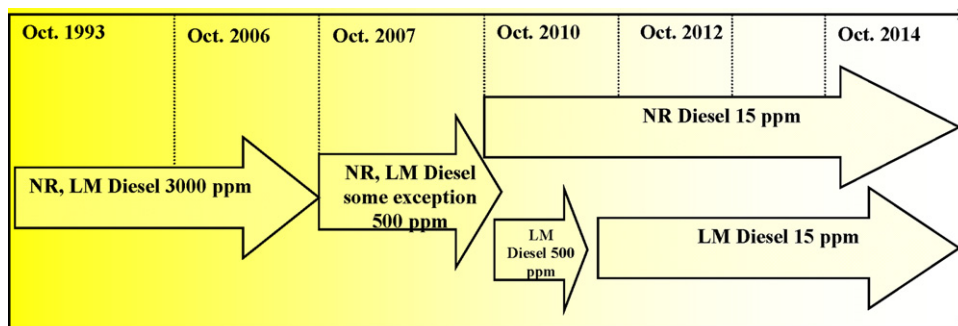 Oct. 1993
Oct. 2006
Oct. 2007
Oct. 2010
Oct. 2012
Oct. 2014
NR Diesel 15 ppm
NR, LM Diesel 3000 ppm
NR, LM Diesel
some exception
500 ppm
LM
Diesel 500
ppm
LM Diesel 15 ppm